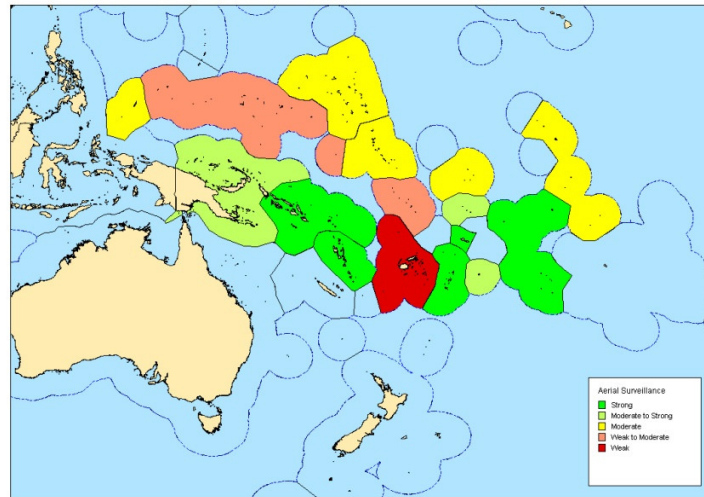 Aerial Surveillance
Strong
Moderate to Strong
Moderate
Weak to Moderate
Weak